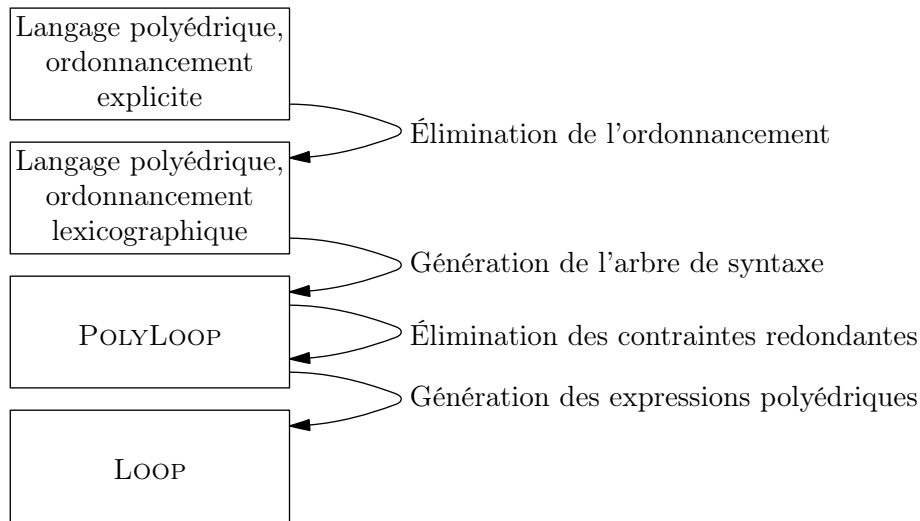 Langage polyédrique,
ordonnancement
explicite
Élimination de l'ordonnancement
Langage polyédrique,
ordonnancement
lexicographique
Génération de l'arbre de syntaxe
POLYLOOP
Élimination des contraintes redondantes
Génération des expressions polyédriques
LOOP